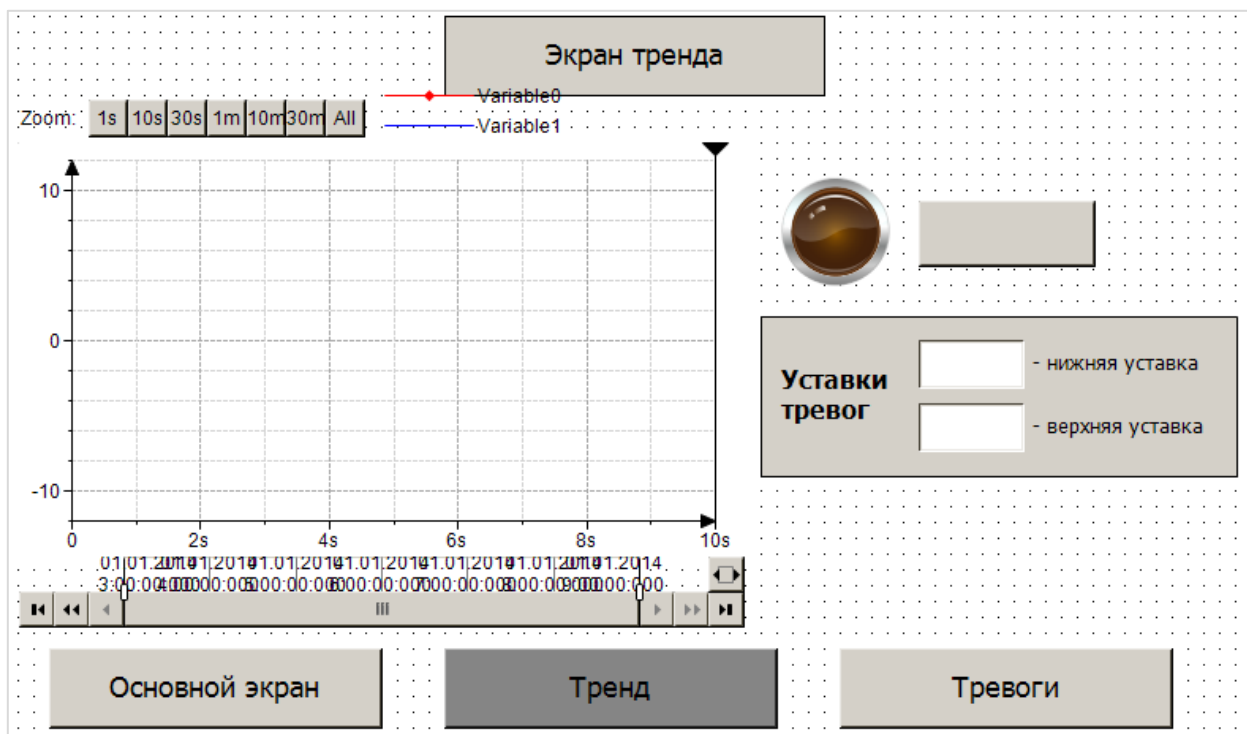 Экран тренда
Variable0
Zoom: 1s 10s 30s 1m 10m 30m All
Variable1
10
0
-10
0 2s 4s 6s 8s 10s
Уставки
тревог
- нижняя уставка
- верхняя уставка
Основной экран Тренд Тревоги